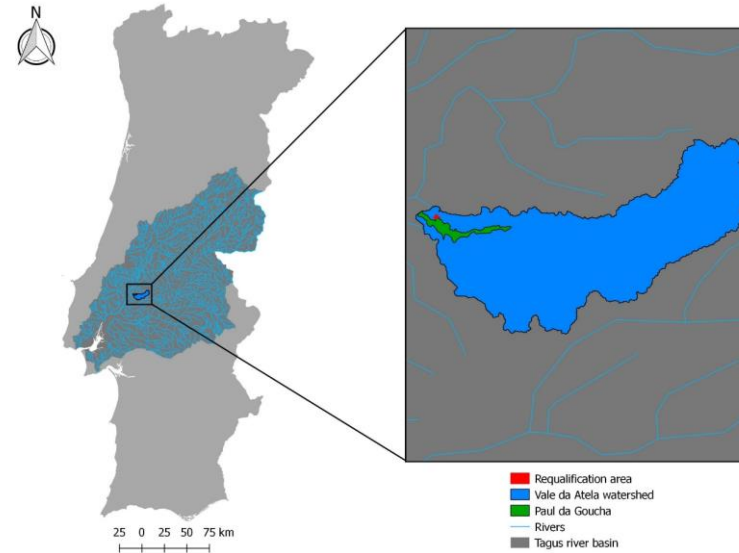 N
25 0 25 50 75 km
Requalification area
Vale da Atela watershed
Paul da Goucha
Rivers
Tagus river basin